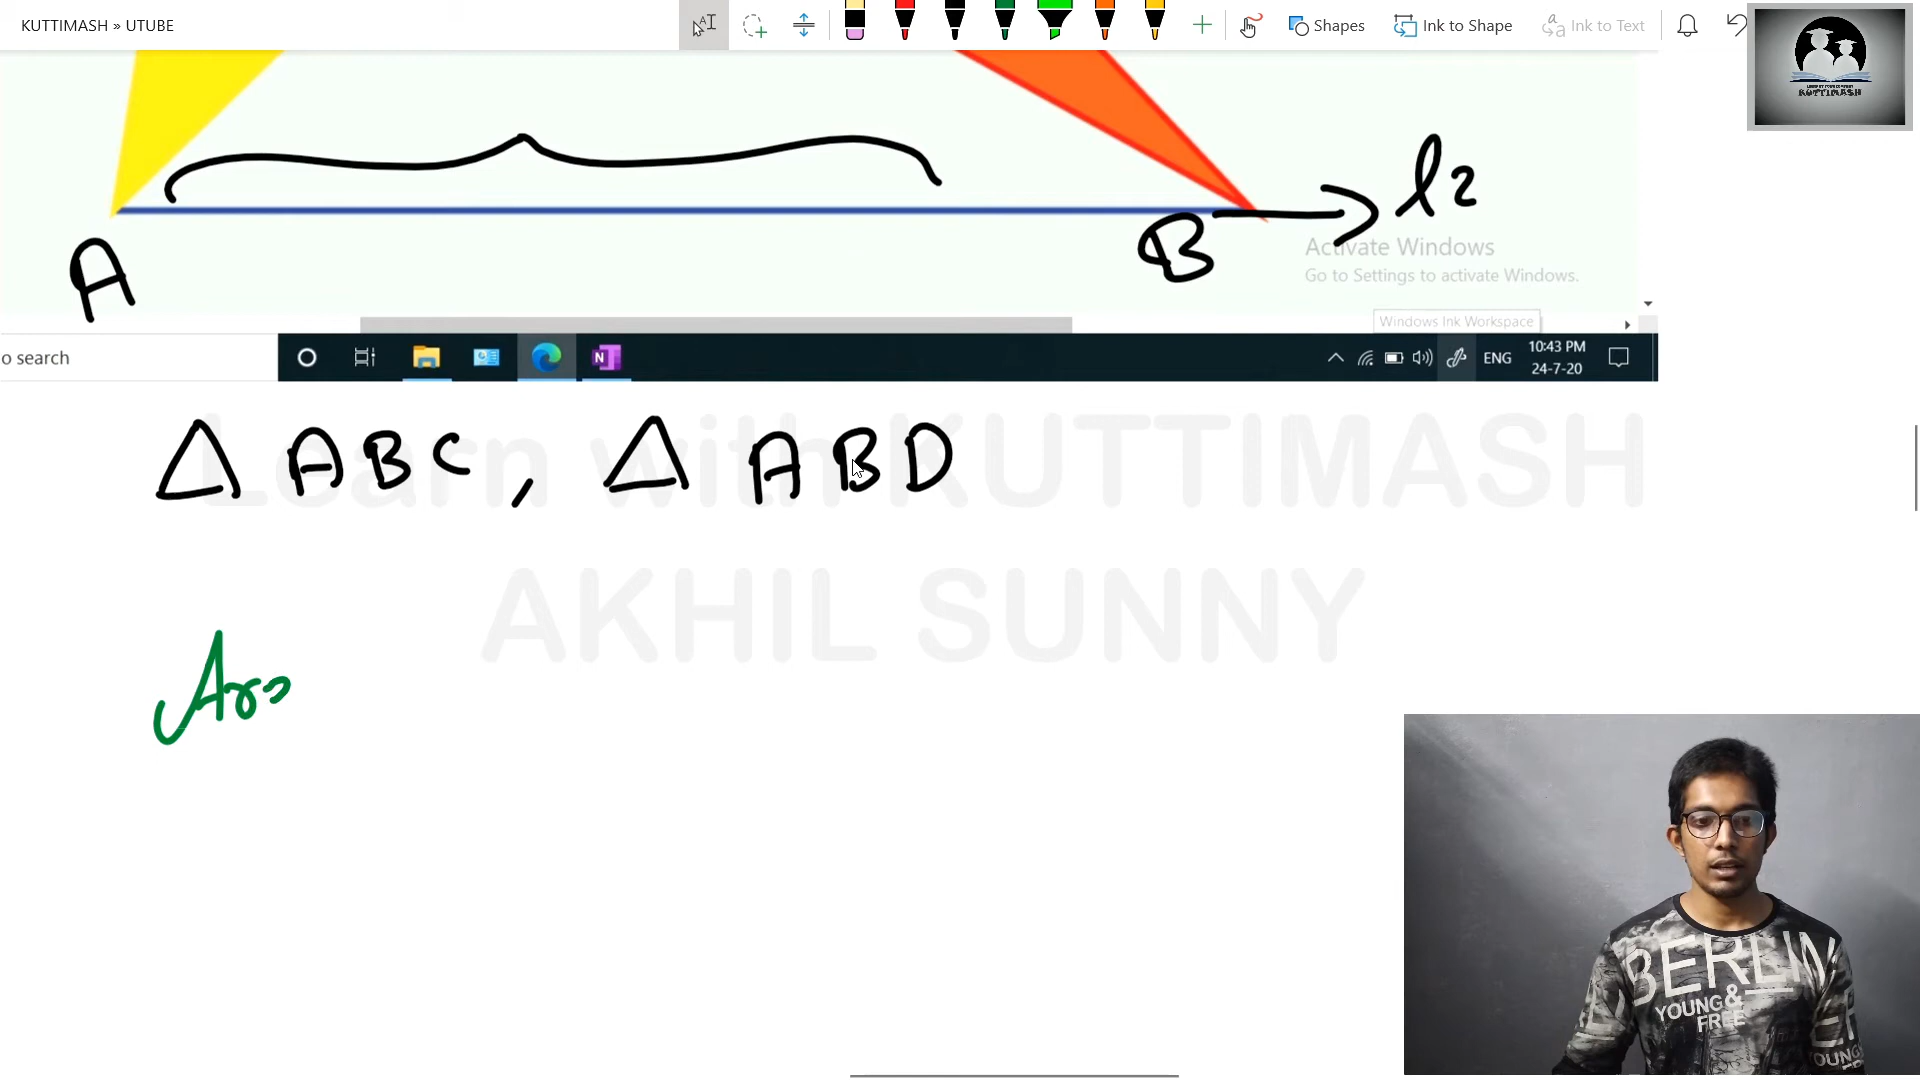 KUTTIMASH » UTUBE
Shapes
Ink to Shape
Ink to Text
KUTTIMASH
l2
A
B
Activate Windows
Go to Settings to activate Windows.
Windows Ink Workspace
o search
N
ENG
10:43 PM
24-7-20
Learn with KUTTIMASH
△ ABC, △ ABD
AKHIL SUNNY
BERLIN
YOUNG &
FREE
YOUNG